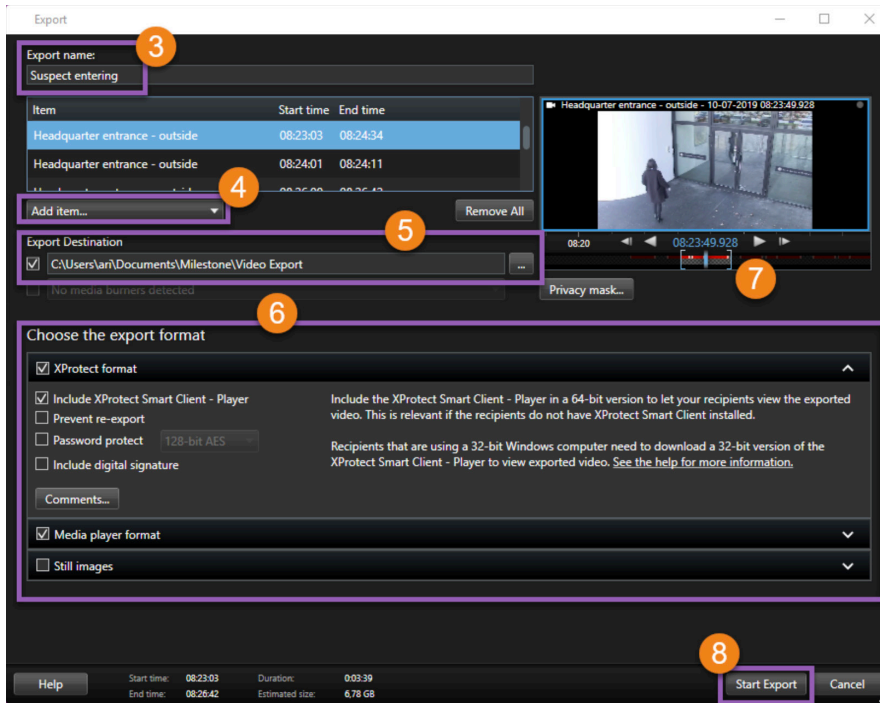 Export
3
Export name:
Suspect entering
Item Start time End time
Headquarter entrance - outside 08:23:03 08:24:34
Headquarter entrance - outside 08:24:01 08:24:11
4
Add item...
Remove All
Headquarter entrance - outside - 10-07-2019 08:23:49.928
08:20 08:23:49.928
7
Privacy mask...
5
Export Destination
C:\Users\ari\Documents\Milestone\Video Export ...
No media burners detected
6
Choose the export format
XProtect format
Include XProtect Smart Client - Player
Prevent re-export
Password protect 128-bit AES
Include digital signature
Include the XProtect Smart Client - Player in a 64-bit version to let your recipients view the exported
video. This is relevant if the recipients do not have XProtect Smart Client installed.
Recipients that are using a 32-bit Windows computer need to download a 32-bit version of the
XProtect Smart Client - Player to view exported video. See the help for more information.
Comments...
Media player format
Still images
8
Help
Start time: 08:23:03 Duration: 0:03:39
End time: 08:26:42 Estimated size: 6,78 GB
Start Export
Cancel